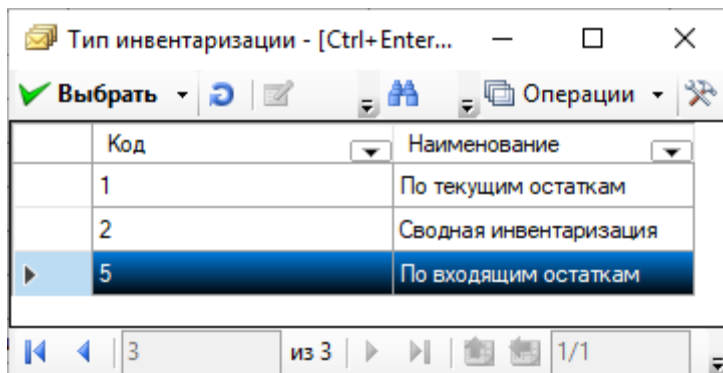 Тип инвентаризации - [Ctrl+Enter...
Выбрать Операции
Код Наименование
1 По текущим остаткам
2 Сводная инвентаризация
5 По входящим остаткам
3 из 3 1/1